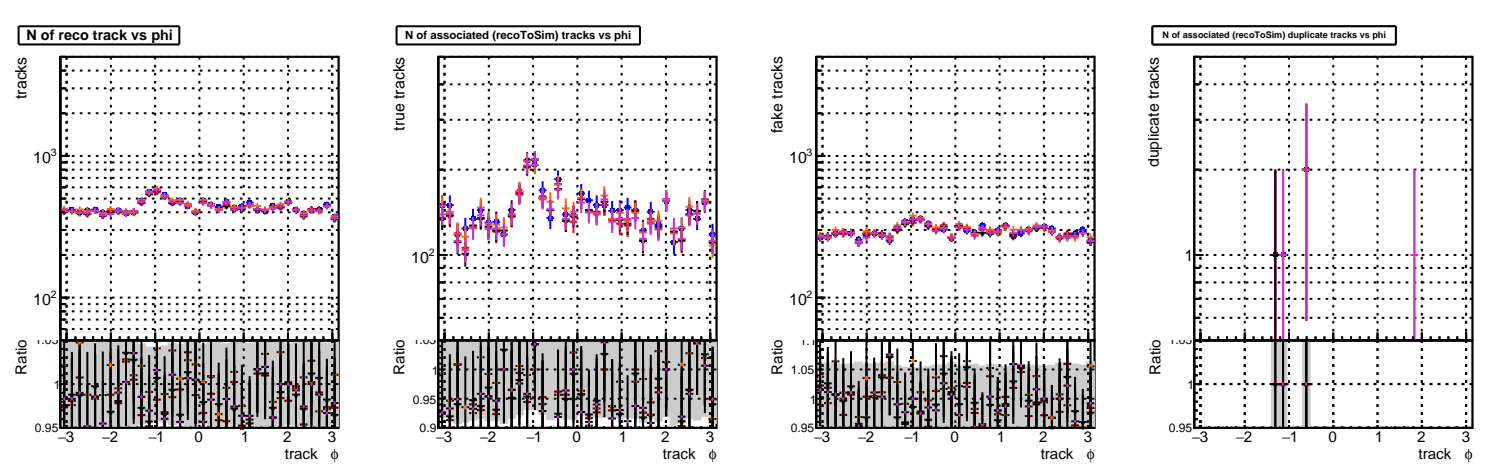 N of reco track vs phi
N of associated (recoToSim) tracks vs phi
N of associated (recoToSim) duplicate tracks vs phi
tracks
10³
10²
Ratio
1
0.95
−3 −2 −1 0 1 2 3
track ϕ
true tracks
10²
Ratio
1
0.95
0.9
−3 −2 −1 0 1 2 3
track ϕ
fake tracks
10³
10²
Ratio
1.05
1
0.95
−3 −2 −1 0 1 2 3
track ϕ
duplicate tracks
1
Ratio
1
0.95
−3 −2 −1 0 1 2 3
track ϕ